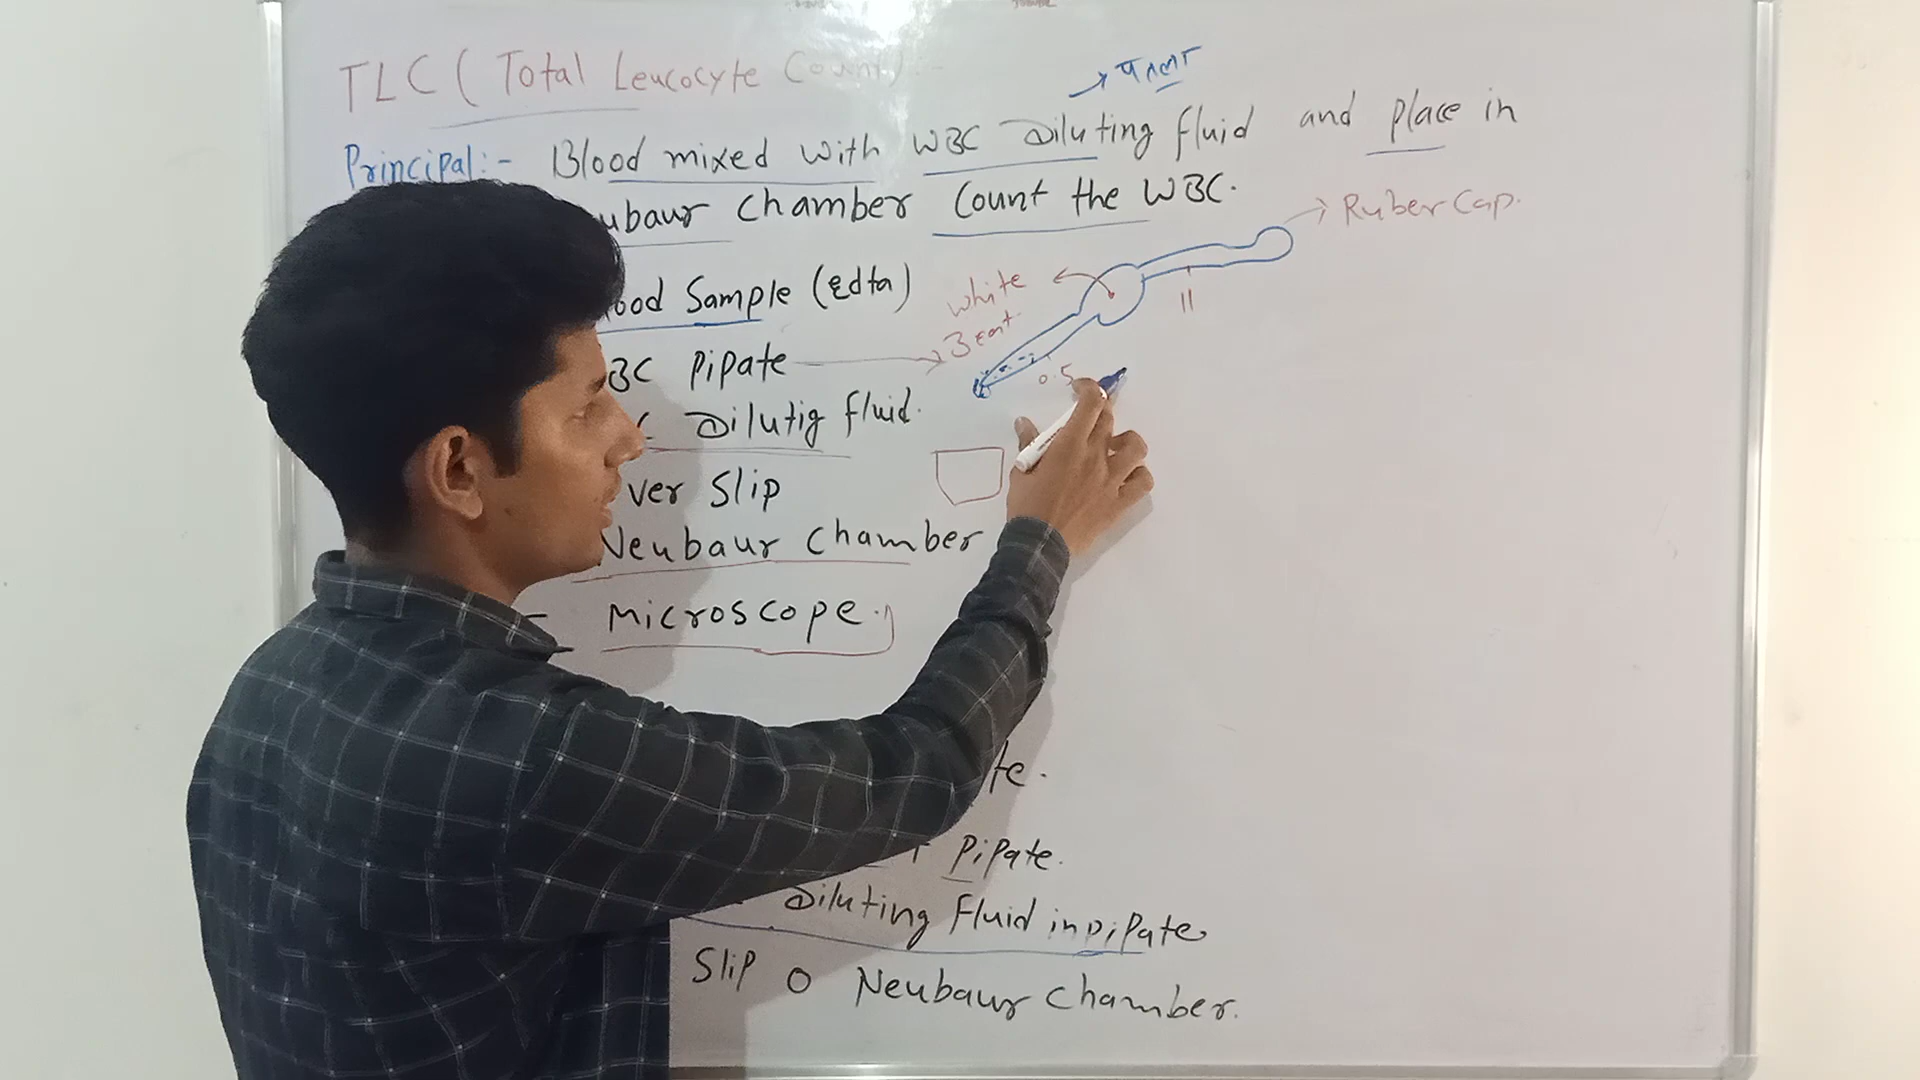 TLC ( Total Leucocyte Count) :-
→ पतला
Principal:- Blood mixed with WBC Diluting fluid and place in
ubaur chamber Count the WBC.
→ Ruber Cap.
ood Sample (Edta)
white
Beat
11
BC Pipate
0.5
C Dilutig fluid.
ver Slip
Neubaur chamber
- Microscope.
te.
Pipate.
Diluting fluid in pipate
Slip o Neubaur chamber.